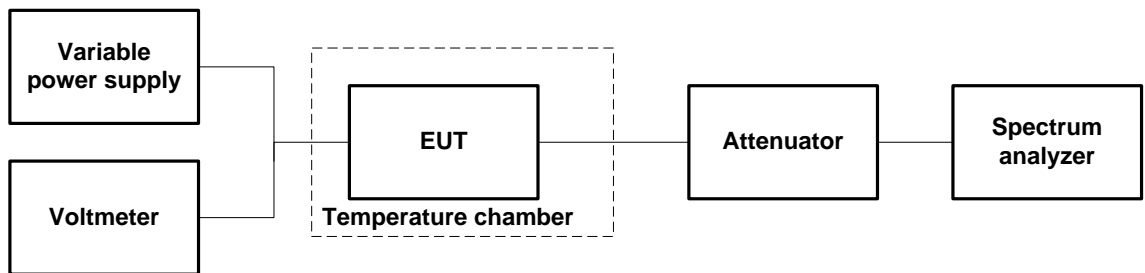 Variable
power supply
Voltmeter
EUT
Temperature chamber
Attenuator
Spectrum
analyzer